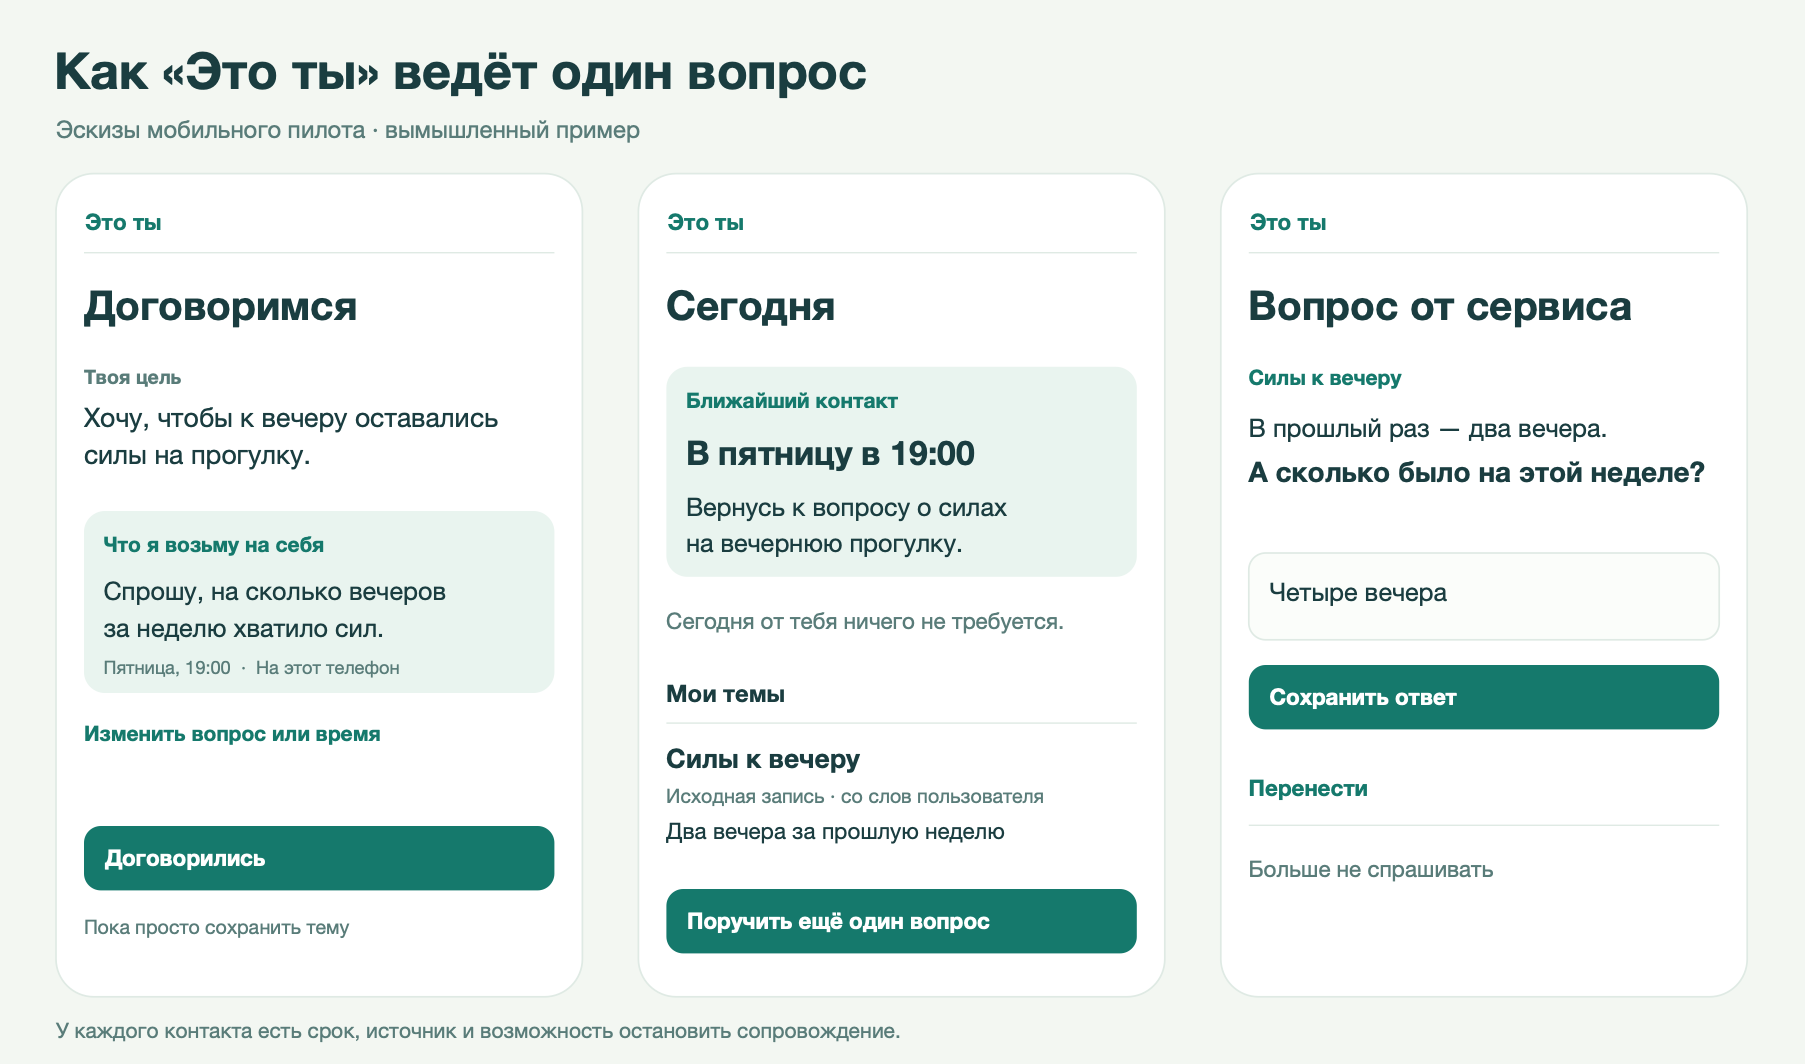 Как «Это ты» ведёт один вопрос
Эскизы мобильного пилота · вымышленный пример
Это ты
Договоримся
Твоя цель
Хочу, чтобы к вечеру оставались
силы на прогулку.
Что я возьму на себя
Спрошу, на сколько вечеров
за неделю хватило сил.
Пятница, 19:00 · На этот телефон
Изменить вопрос или время
Договорились
Пока просто сохранить тему
Это ты
Сегодня
Ближайший контакт
В пятницу в 19:00
Вернусь к вопросу о силах
на вечернюю прогулку.
Сегодня от тебя ничего не требуется.
Мои темы
Силы к вечеру
Исходная запись · со слов пользователя
Два вечера за прошлую неделю
Поручить ещё один вопрос
Это ты
Вопрос от сервиса
Силы к вечеру
В прошлый раз — два вечера.
А сколько было на этой неделе?
Четыре вечера
Сохранить ответ
Перенести
Больше не спрашивать
У каждого контакта есть срок, источник и возможность остановить сопровождение.